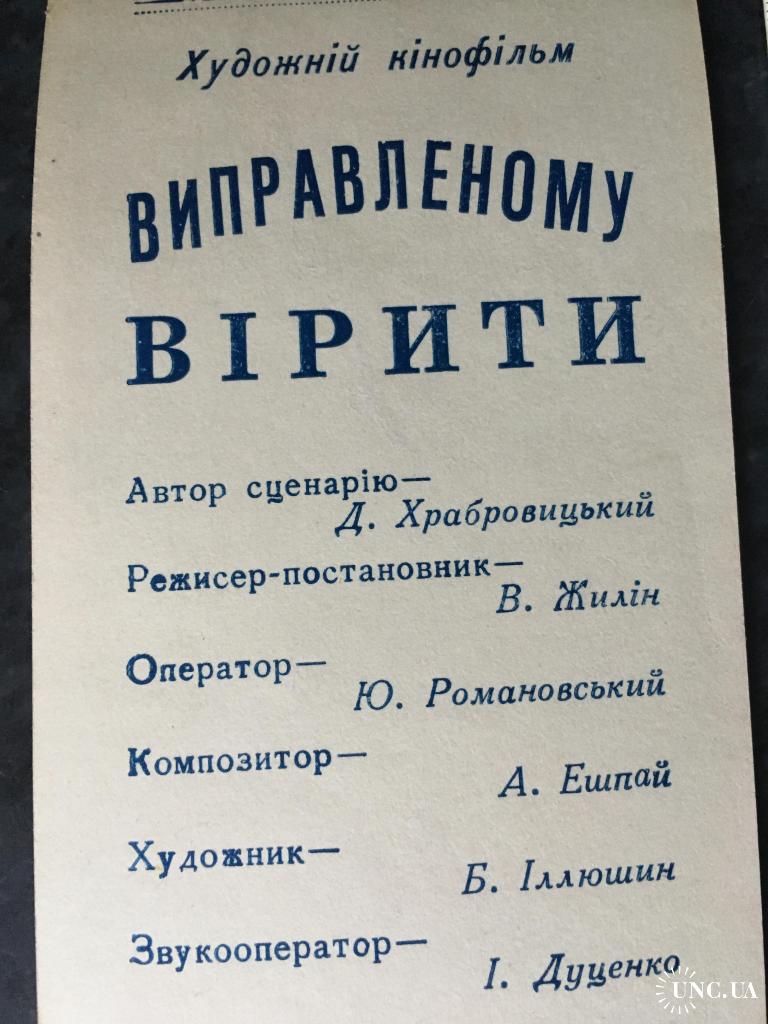 Художній кінофільм
ВИПРАВЛЕНОМУ
ВІРИТИ
Автор сценарію—
Д. Храбровицький
Режисер-постановник—
В. Жилін
Оператор—
Ю. Романовський
Композитор—
А. Ешпай
Художник—
Б. Іллюшин
Звукооператор—
І. Дуценко
UNC.UA